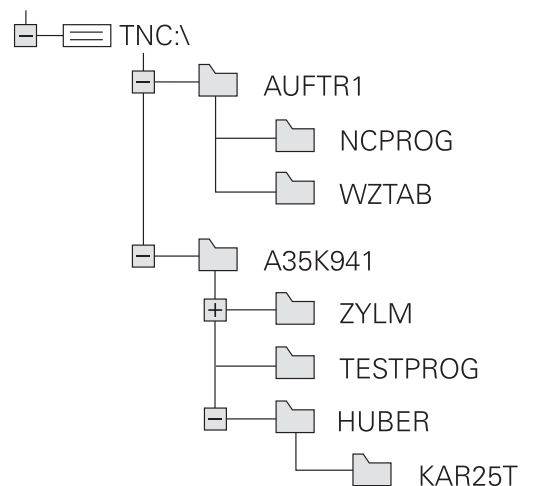 TNC:\
AUFTR1
NCPROG
WZTAB
A35K941
ZYLM
TESTPROG
HUBER
KAR25T